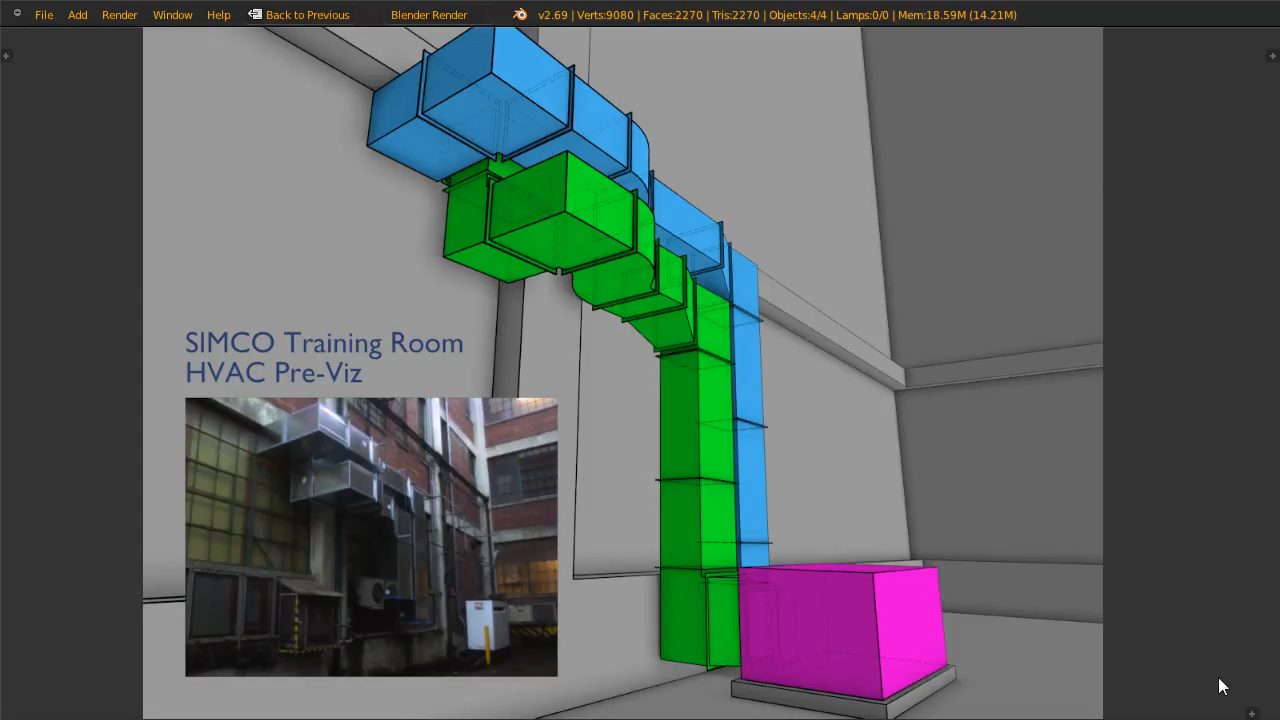 File Add Render Window Help Back to Previous Blender Render v2.69 | Verts:9080 | Faces:2270 | Tris:2270 | Objects:4/4 | Lamps:0/0 | Mem:18.59M (14.21M)
SIMCO Training Room
HVAC Pre-Viz